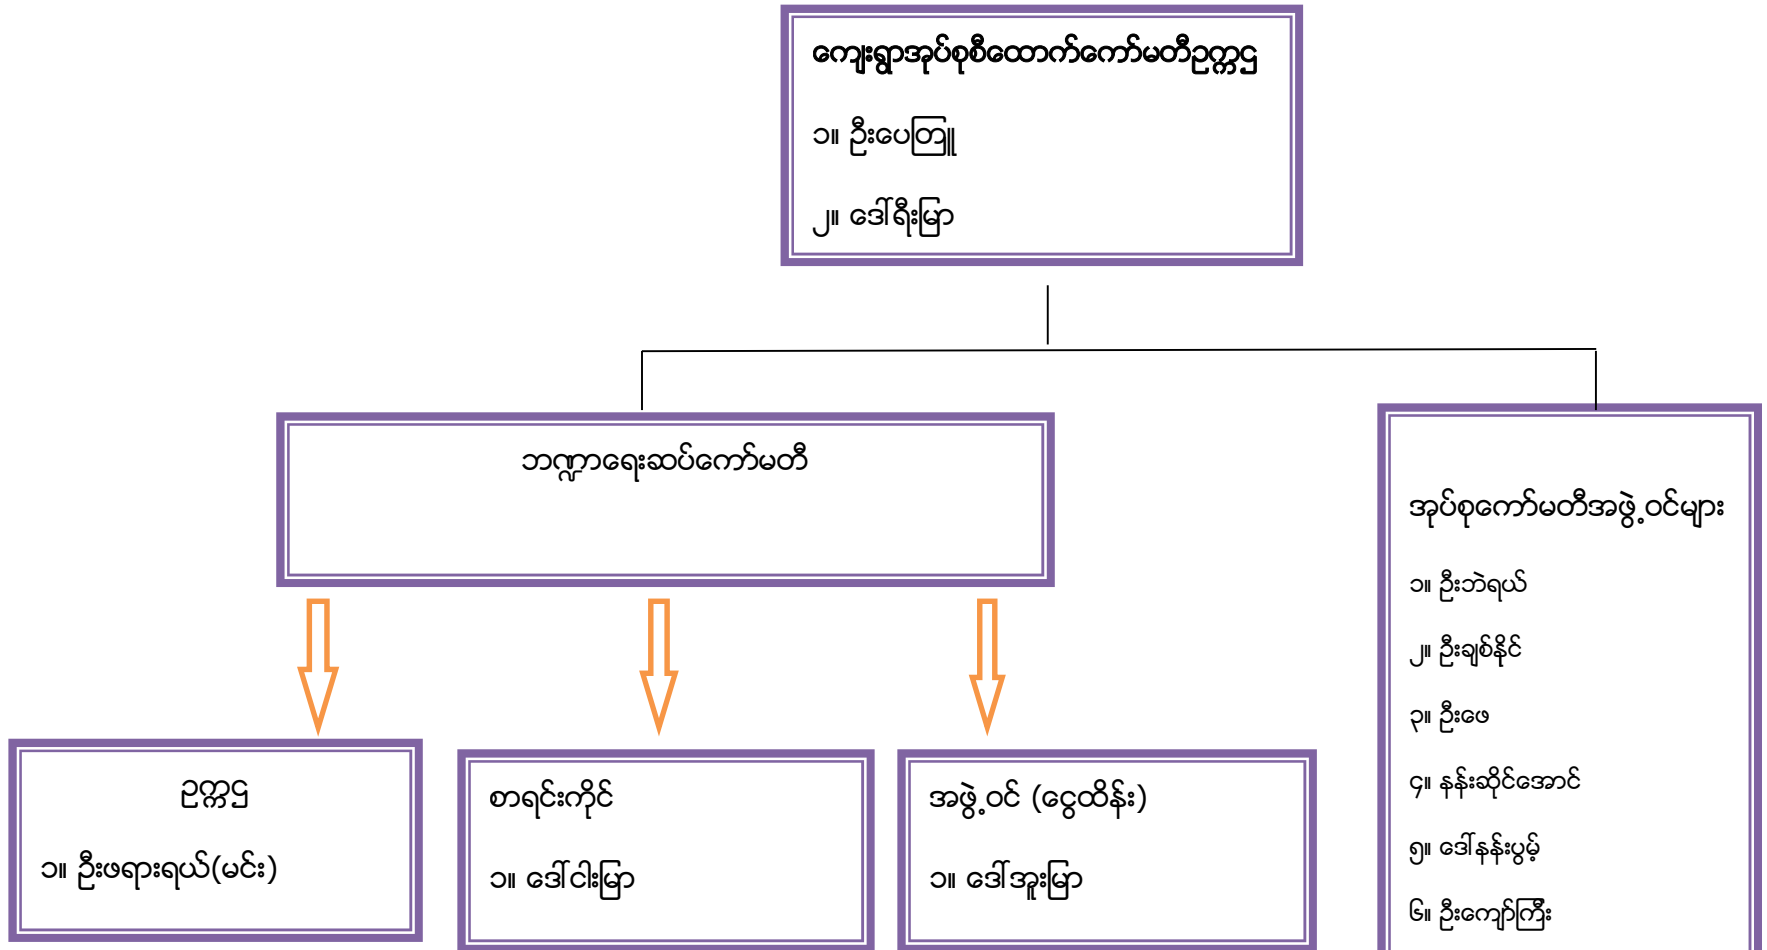 ကျေးရွာအုပ်စုစီထောက်ကော်မတီဉက္ကဌ
၁။ ဦးပေတြူ
၂။ ဒေါ်ရီးမြာ
ဘဏ္ဍာရေးဆပ်ကော်မတီ
အုပ်စုကော်မတီအဖွဲ့ဝင်များ
၁။ ဦးဘဲရယ်
၂။ ဦးချစ်နိုင်
၃။ ဦးဖေ
၄။ နန်းဆိုင်အောင်
၅။ ဒေါ်နန်းပွမ့်
၆။ ဦးကျော်ကြီး
ဉက္ကဌ
၁။ ဦးဖရားရယ်(မင်း)
စာရင်းကိုင်
၁။ ဒေါ်ငါးမြာ
အဖွဲ့ဝင် (ငွေထိန်း)
၁။ ဒေါ်အူးမြာ